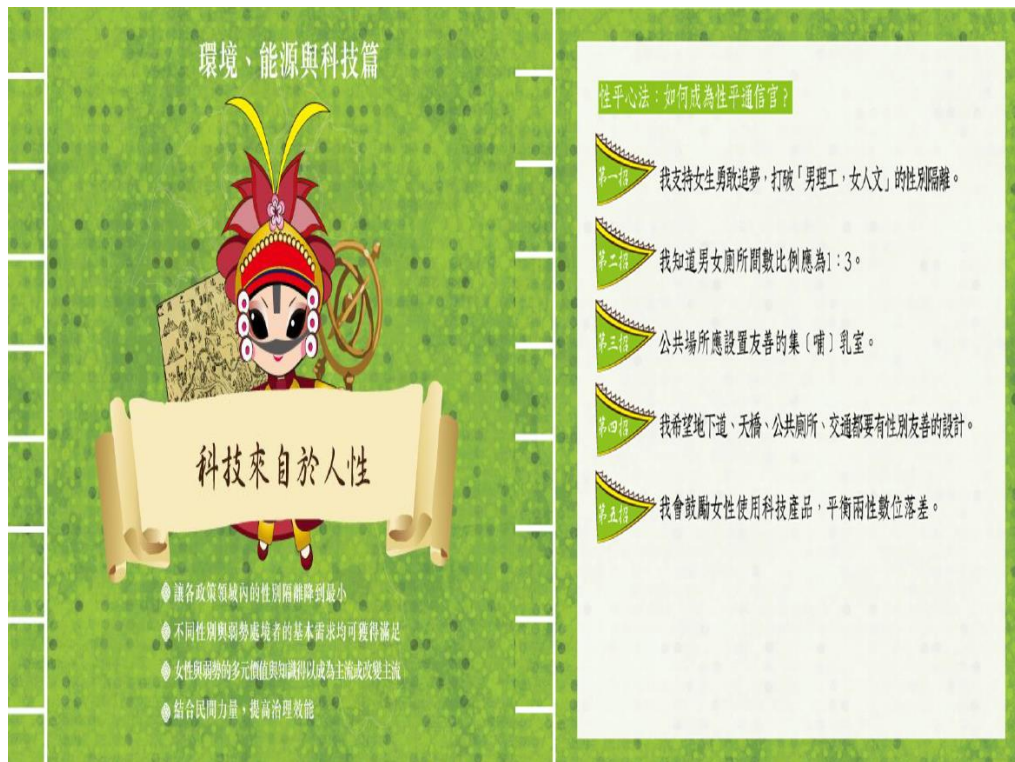 環境、能源與科技篇
科技來自於人性
讓各政策領域內的性別隔離降到最小
不同性別與弱勢處境者的基本需求均可獲得滿足
女性與弱勢的多元價值與知識得以成為主流或改變主流
結合民間力量，提高治理效能
性平心法：如何成為性平通信官？
第一招 我支持女生勇敢追夢，打破「男理工，女人文」的性別隔離。
第二招 我知道男女廁所間數比例應為1：3。
第三招 公共場所應設置友善的集﹝哺﹞乳室。
第四招 我希望地下道、天橋、公共廁所、交通都要有性別友善的設計。
第五招 我會鼓勵女性使用科技產品，平衡兩性數位落差。